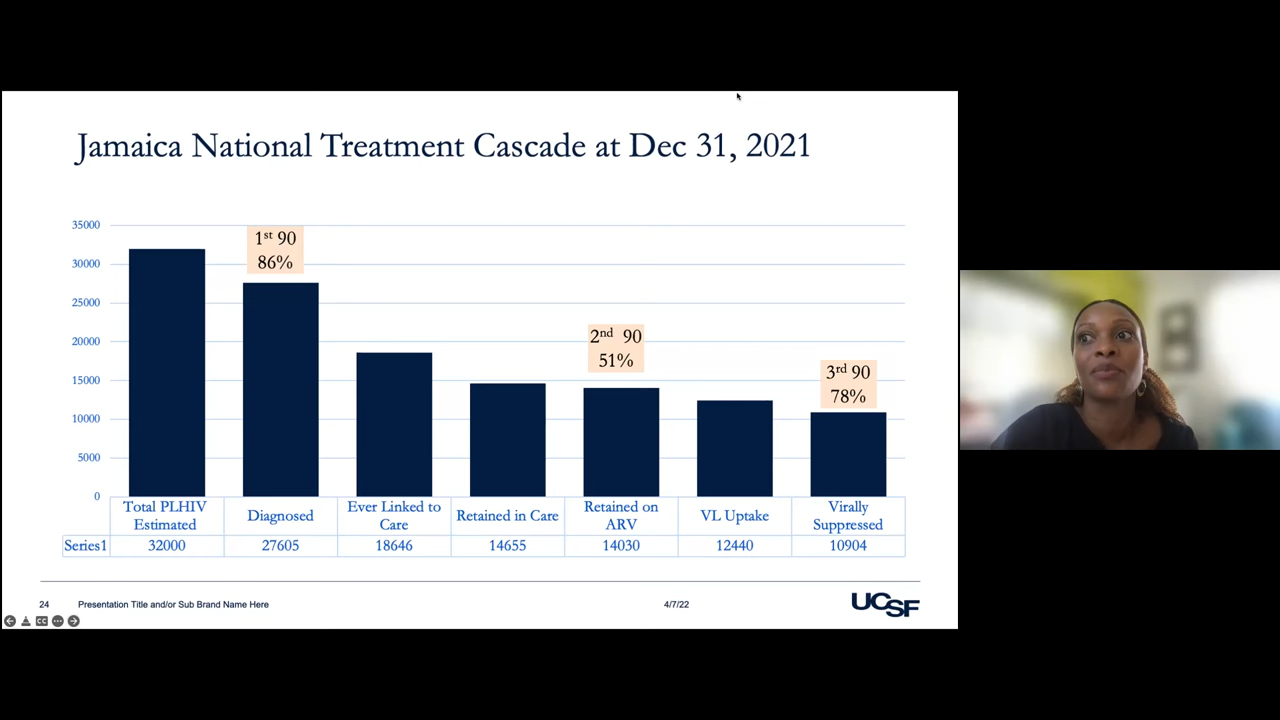 Jamaica National Treatment Cascade at Dec 31, 2021
35000
30000
25000
20000
15000
10000
5000
0
1st 90
86%
2nd 90
51%
3rd 90
78%
Total PLHIV
Estimated
Diagnosed
Ever Linked to
Care
Retained in Care
Retained on
ARV
VL Uptake
Virally
Suppressed
Series1 32000 27605 18646 14655 14030 12440 10904
24 Presentation Title and/or Sub Brand Name Here 4/7/22 UCSF
CC